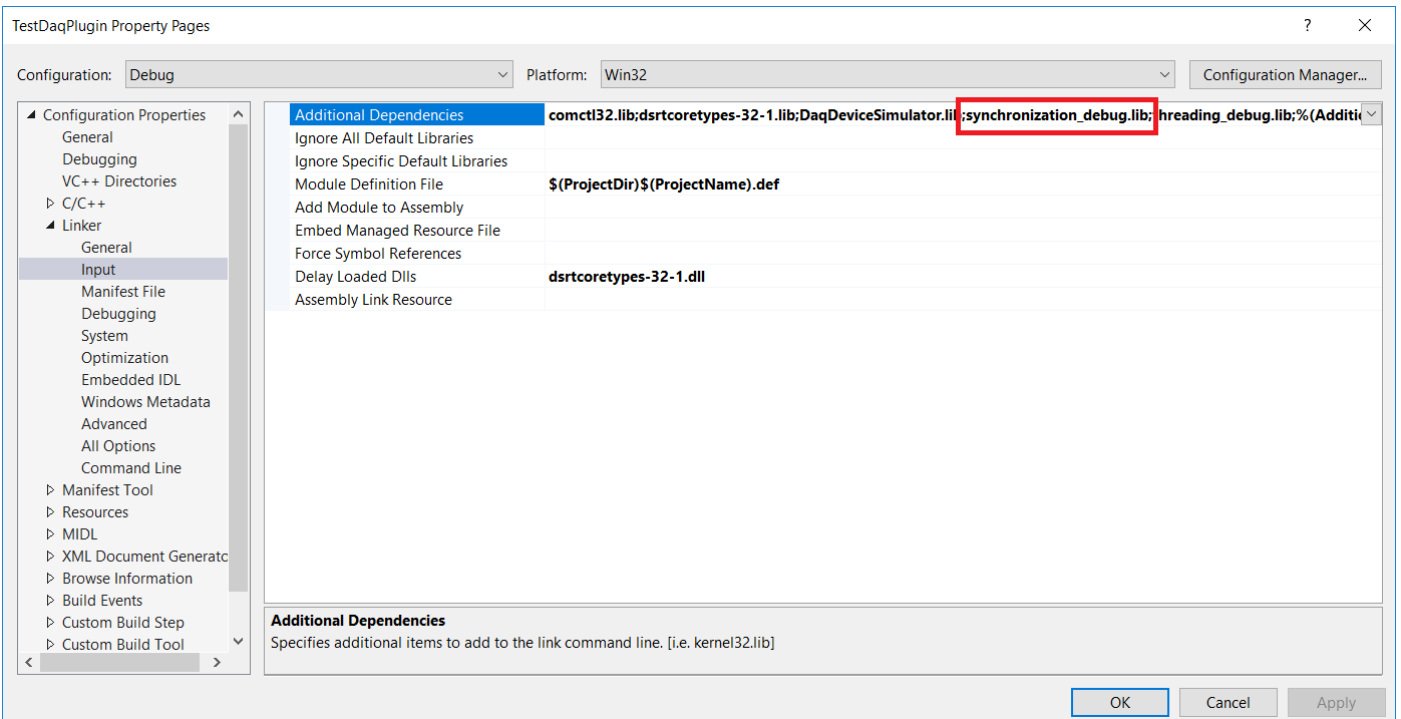 TestDaqPlugin Property Pages
?
Configuration: Debug Platform: Win32 Configuration Manager...
Configuration Properties
General
Debugging
VC++ Directories
C/C++
Linker
General
Input
Manifest File
Debugging
System
Optimization
Embedded IDL
Windows Metadata
Advanced
All Options
Command Line
Manifest Tool
Resources
MIDL
XML Document Generatc
Browse Information
Build Events
Custom Build Step
Custom Build Tool
Additional Dependencies comctl32.lib;dsrtcoretypes-32-1.lib;DaqDeviceSimulator.lib;synchronization_debug.lib;threading_debug.lib;%(Additi
Ignore All Default Libraries
Ignore Specific Default Libraries
Module Definition File $(ProjectDir)$(ProjectName).def
Add Module to Assembly
Embed Managed Resource File
Force Symbol References
Delay Loaded Dlls dsrtcoretypes-32-1.dll
Assembly Link Resource
Additional Dependencies
Specifies additional items to add to the link command line. [i.e. kernel32.lib]
OK Cancel Apply